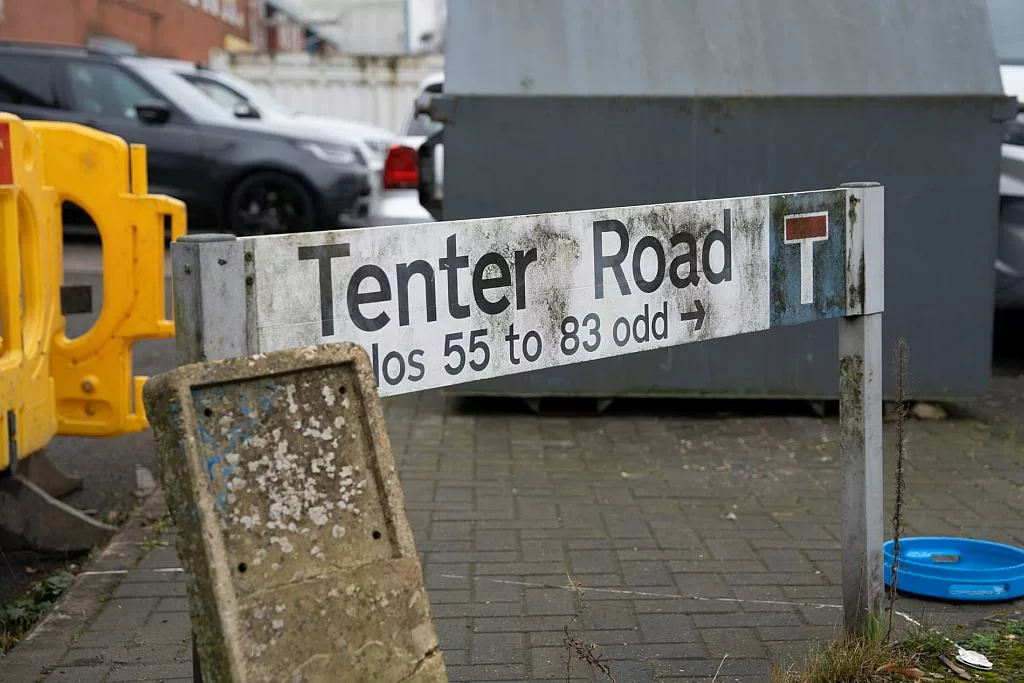 Tenter Road
los 55 to 83 odd →